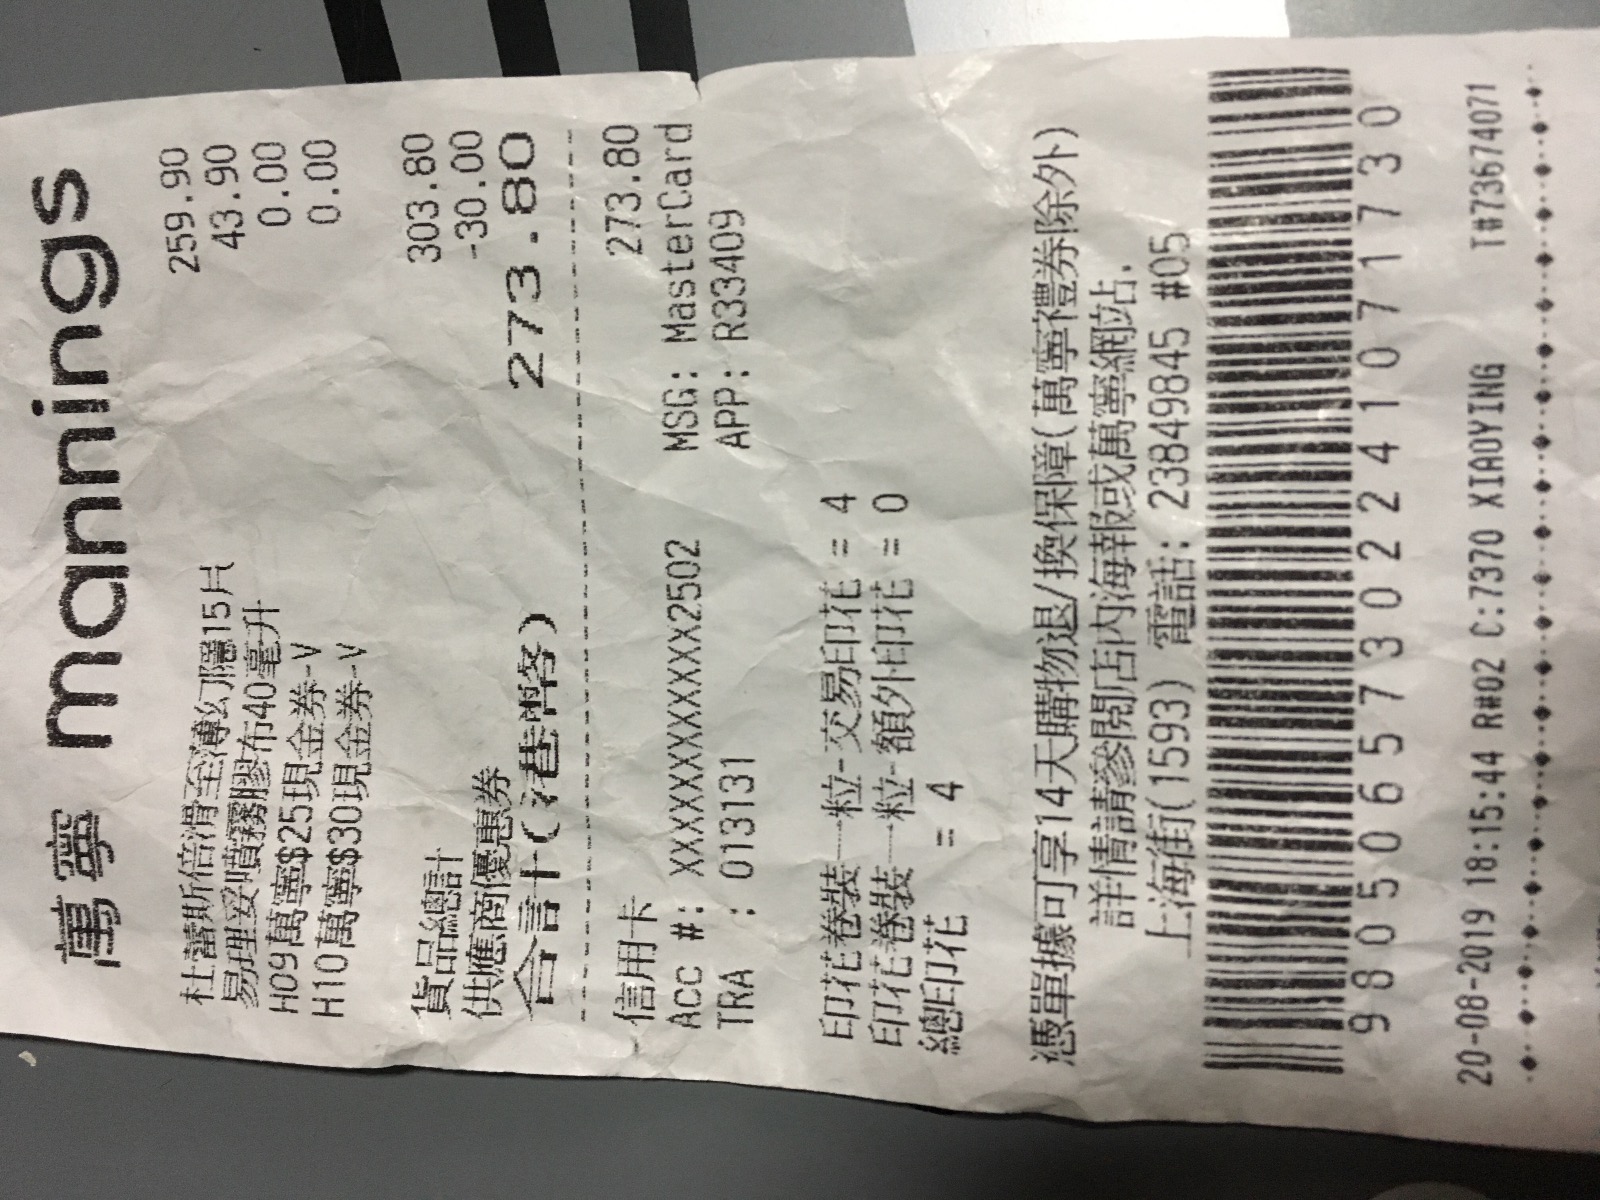 萬寧 mannings
杜蕾斯倍滑至薄幻隱15片 259.90
易理妥噴霧膠布40毫升 43.90
H09萬寧$25現金券-V 0.00
H10萬寧$30現金券-V 0.00
貨品總計 303.80
供應商優惠券 -30.00
合計(港幣) 273.80
信用卡 273.80
Acc #: XXXXXXXXXXXX2502 MSG: MasterCard
TRA : 013131 APP: R33409
印花卷裝一粒-交易印花 = 4
印花卷裝一粒-額外印花 = 0
總印花 = 4
憑單據可享14天購物退/換保障(萬寧禮券除外)
詳情請參閱店內海報或萬寧網站.
上海街(1593) 電話: 23849845 #05
98050657302241071730
20-08-2019 18:15:44 R#02 C:7370 XIAOYING T#73674071